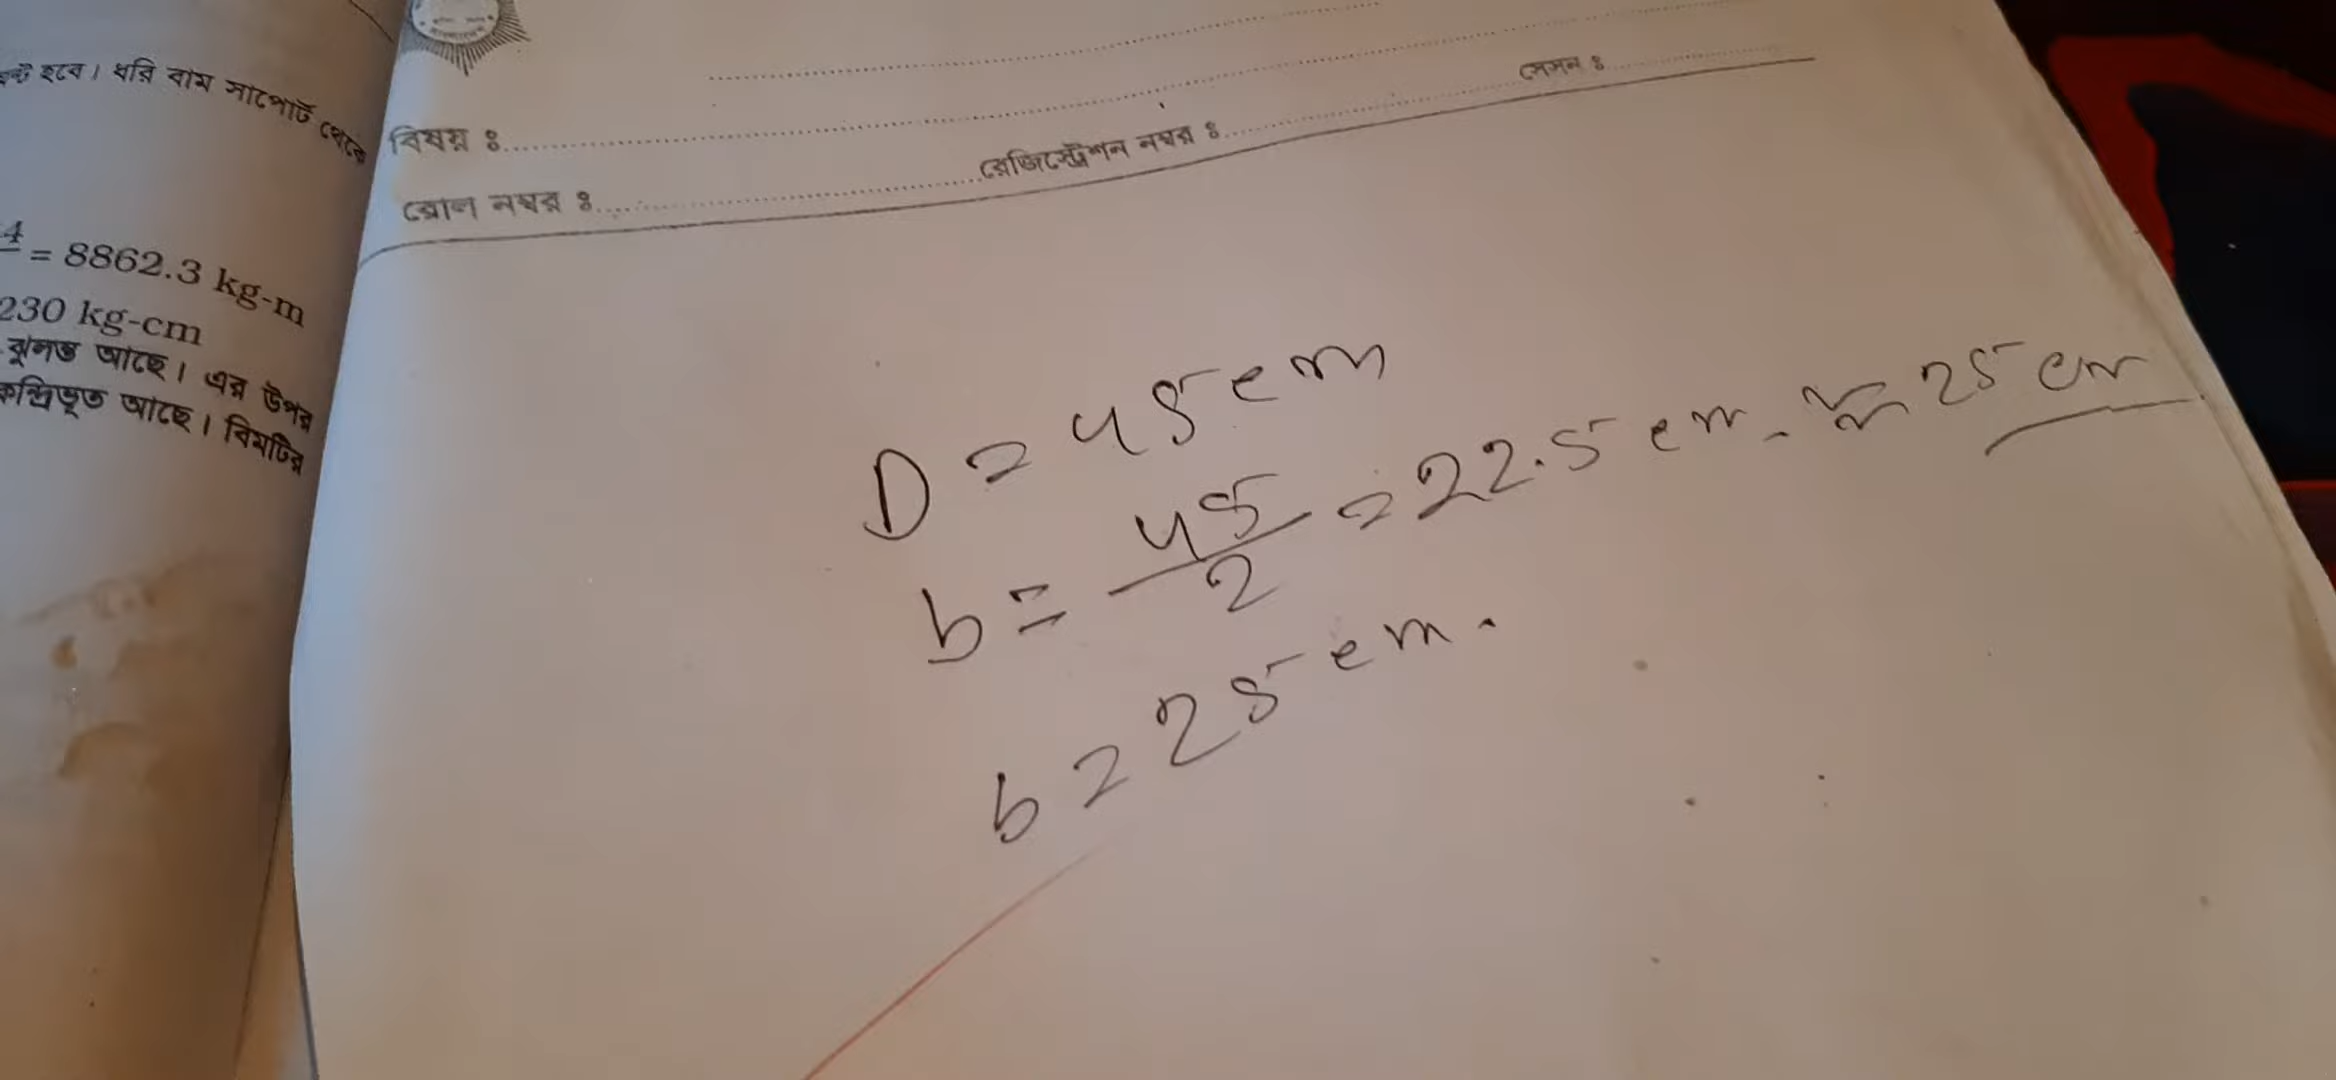 হবে। ধরি বাম সাপোর্ট থেকে
4
= 8862.3 kg-m
230 kg-cm
ঝুলন্ত আছে। এর উপর
কেন্দ্রিভূত আছে। বিমটির
বিষয় ঃ
রোল নম্বর ঃ
রেজিস্ট্রেশন নম্বর ঃ
সেসন ঃ
D = 45 cm
b = 45/2 = 22.5 cm. ≈ 25 cm
b = 25 cm.